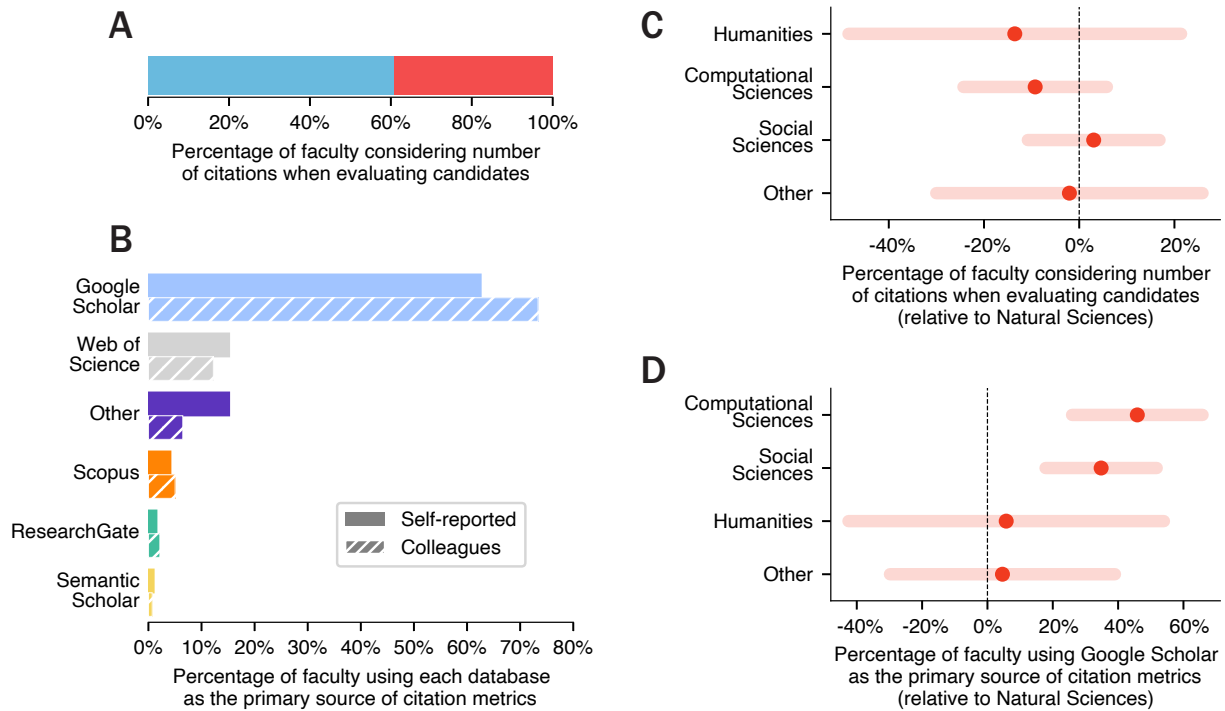 A
0% 20% 40% 60% 80% 100%
Percentage of faculty considering number
of citations when evaluating candidates
B
Google
Scholar
Web of
Science
Other
Scopus
ResearchGate
Semantic
Scholar
Self-reported
Colleagues
0% 10% 20% 30% 40% 50% 60% 70% 80%
Percentage of faculty using each database
as the primary source of citation metrics
C
Humanities
Computational
Sciences
Social
Sciences
Other
-40% -20% 0% 20%
Percentage of faculty considering number
of citations when evaluating candidates
(relative to Natural Sciences)
D
Computational
Sciences
Social
Sciences
Humanities
Other
-40% -20% 0% 20% 40% 60%
Percentage of faculty using Google Scholar
as the primary source of citation metrics
(relative to Natural Sciences)